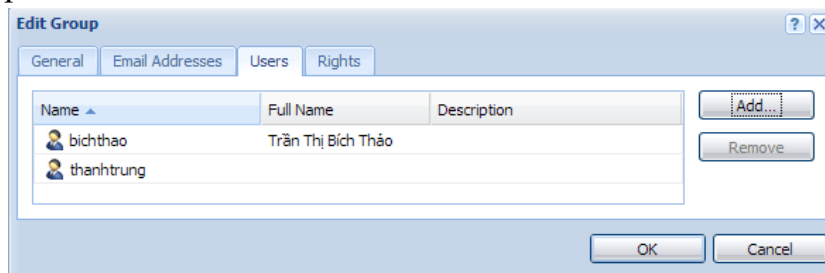 Edit Group
General Email Addresses Users Rights
Name Full Name Description Add...
bichthao Trần Thị Bích Thảo Remove
thanhtrung
OK Cancel